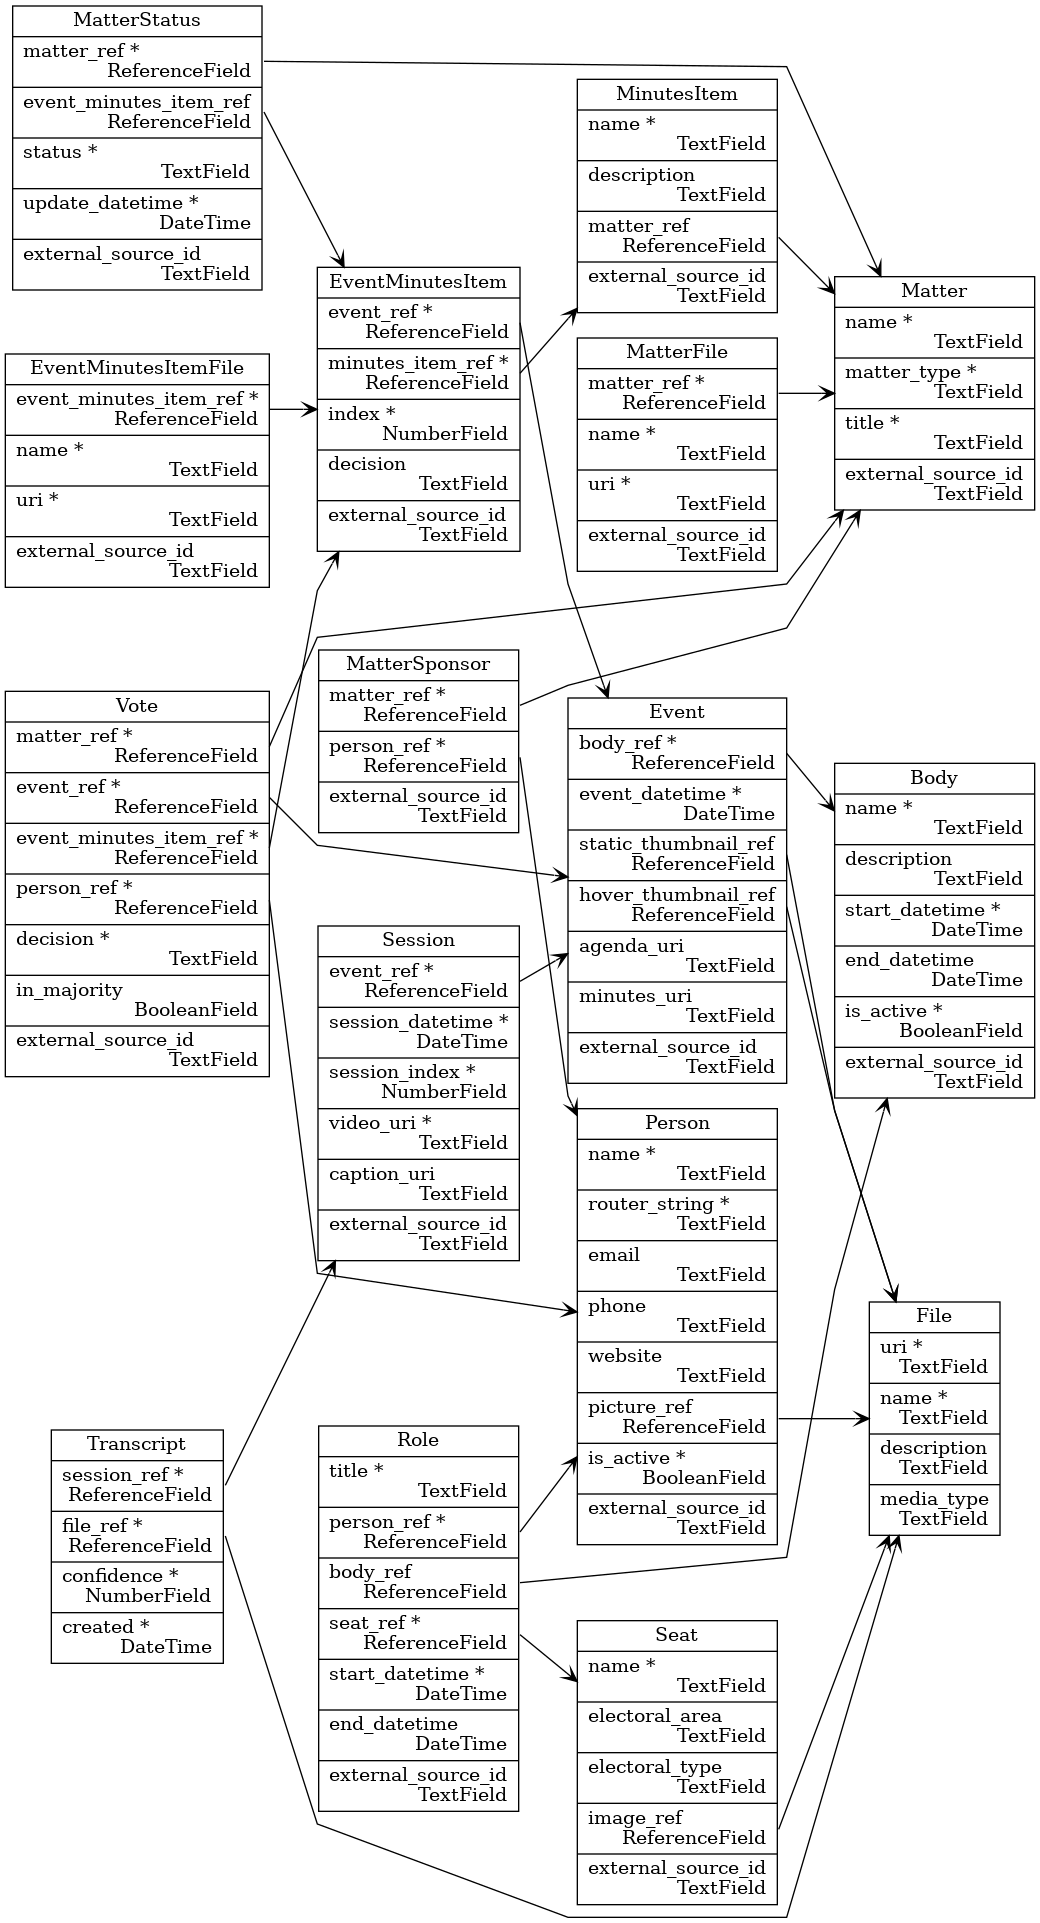 MatterStatus
matter_ref *
ReferenceField
event_minutes_item_ref
ReferenceField
status *
TextField
update_datetime *
DateTime
external_source_id
TextField
EventMinutesItemFile
event_minutes_item_ref *
ReferenceField
name *
TextField
uri *
TextField
external_source_id
TextField
Vote
matter_ref *
ReferenceField
event_ref *
ReferenceField
event_minutes_item_ref *
ReferenceField
person_ref *
ReferenceField
decision *
TextField
in_majority
BooleanField
external_source_id
TextField
Transcript
session_ref *
ReferenceField
file_ref *
ReferenceField
confidence *
NumberField
created *
DateTime
EventMinutesItem
event_ref *
ReferenceField
minutes_item_ref *
ReferenceField
index *
NumberField
decision
TextField
external_source_id
TextField
MatterSponsor
matter_ref *
ReferenceField
person_ref *
ReferenceField
external_source_id
TextField
Session
event_ref *
ReferenceField
session_datetime *
DateTime
session_index *
NumberField
video_uri *
TextField
caption_uri
TextField
external_source_id
TextField
Role
title *
TextField
person_ref *
ReferenceField
body_ref
ReferenceField
seat_ref *
ReferenceField
start_datetime *
DateTime
end_datetime
DateTime
external_source_id
TextField
MinutesItem
name *
TextField
description
TextField
matter_ref
ReferenceField
external_source_id
TextField
MatterFile
matter_ref *
ReferenceField
name *
TextField
uri *
TextField
external_source_id
TextField
Event
body_ref *
ReferenceField
event_datetime *
DateTime
static_thumbnail_ref
ReferenceField
hover_thumbnail_ref
ReferenceField
agenda_uri
TextField
minutes_uri
TextField
external_source_id
TextField
Person
name *
TextField
router_string *
TextField
email
TextField
phone
TextField
website
TextField
picture_ref
ReferenceField
is_active *
BooleanField
external_source_id
TextField
Seat
name *
TextField
electoral_area
TextField
electoral_type
TextField
image_ref
ReferenceField
external_source_id
TextField
Matter
name *
TextField
matter_type *
TextField
title *
TextField
external_source_id
TextField
Body
name *
TextField
description
TextField
start_datetime *
DateTime
end_datetime
DateTime
is_active *
BooleanField
external_source_id
TextField
File
uri *
TextField
name *
TextField
description
TextField
media_type
TextField